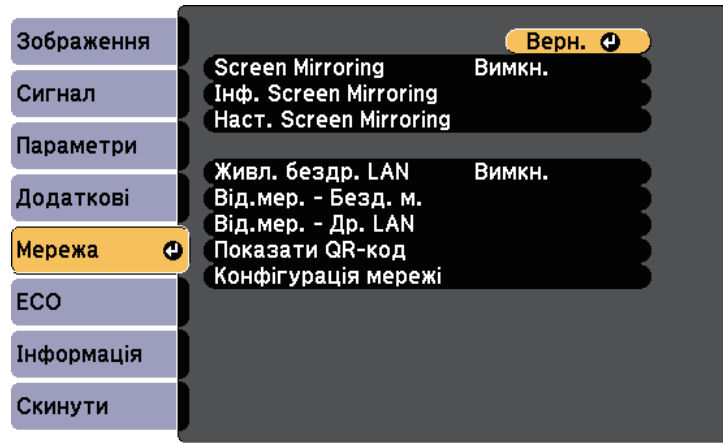 Зображення
Сигнал
Параметри
Додаткові
Мережа
ECO
Інформація
Скинути
Верн.
Screen Mirroring Вимкн.
Інф. Screen Mirroring
Наст. Screen Mirroring
Живл. бездр. LAN Вимкн.
Від.мер. - Безд. м.
Від.мер. - Др. LAN
Показати QR-код
Конфігурація мережі